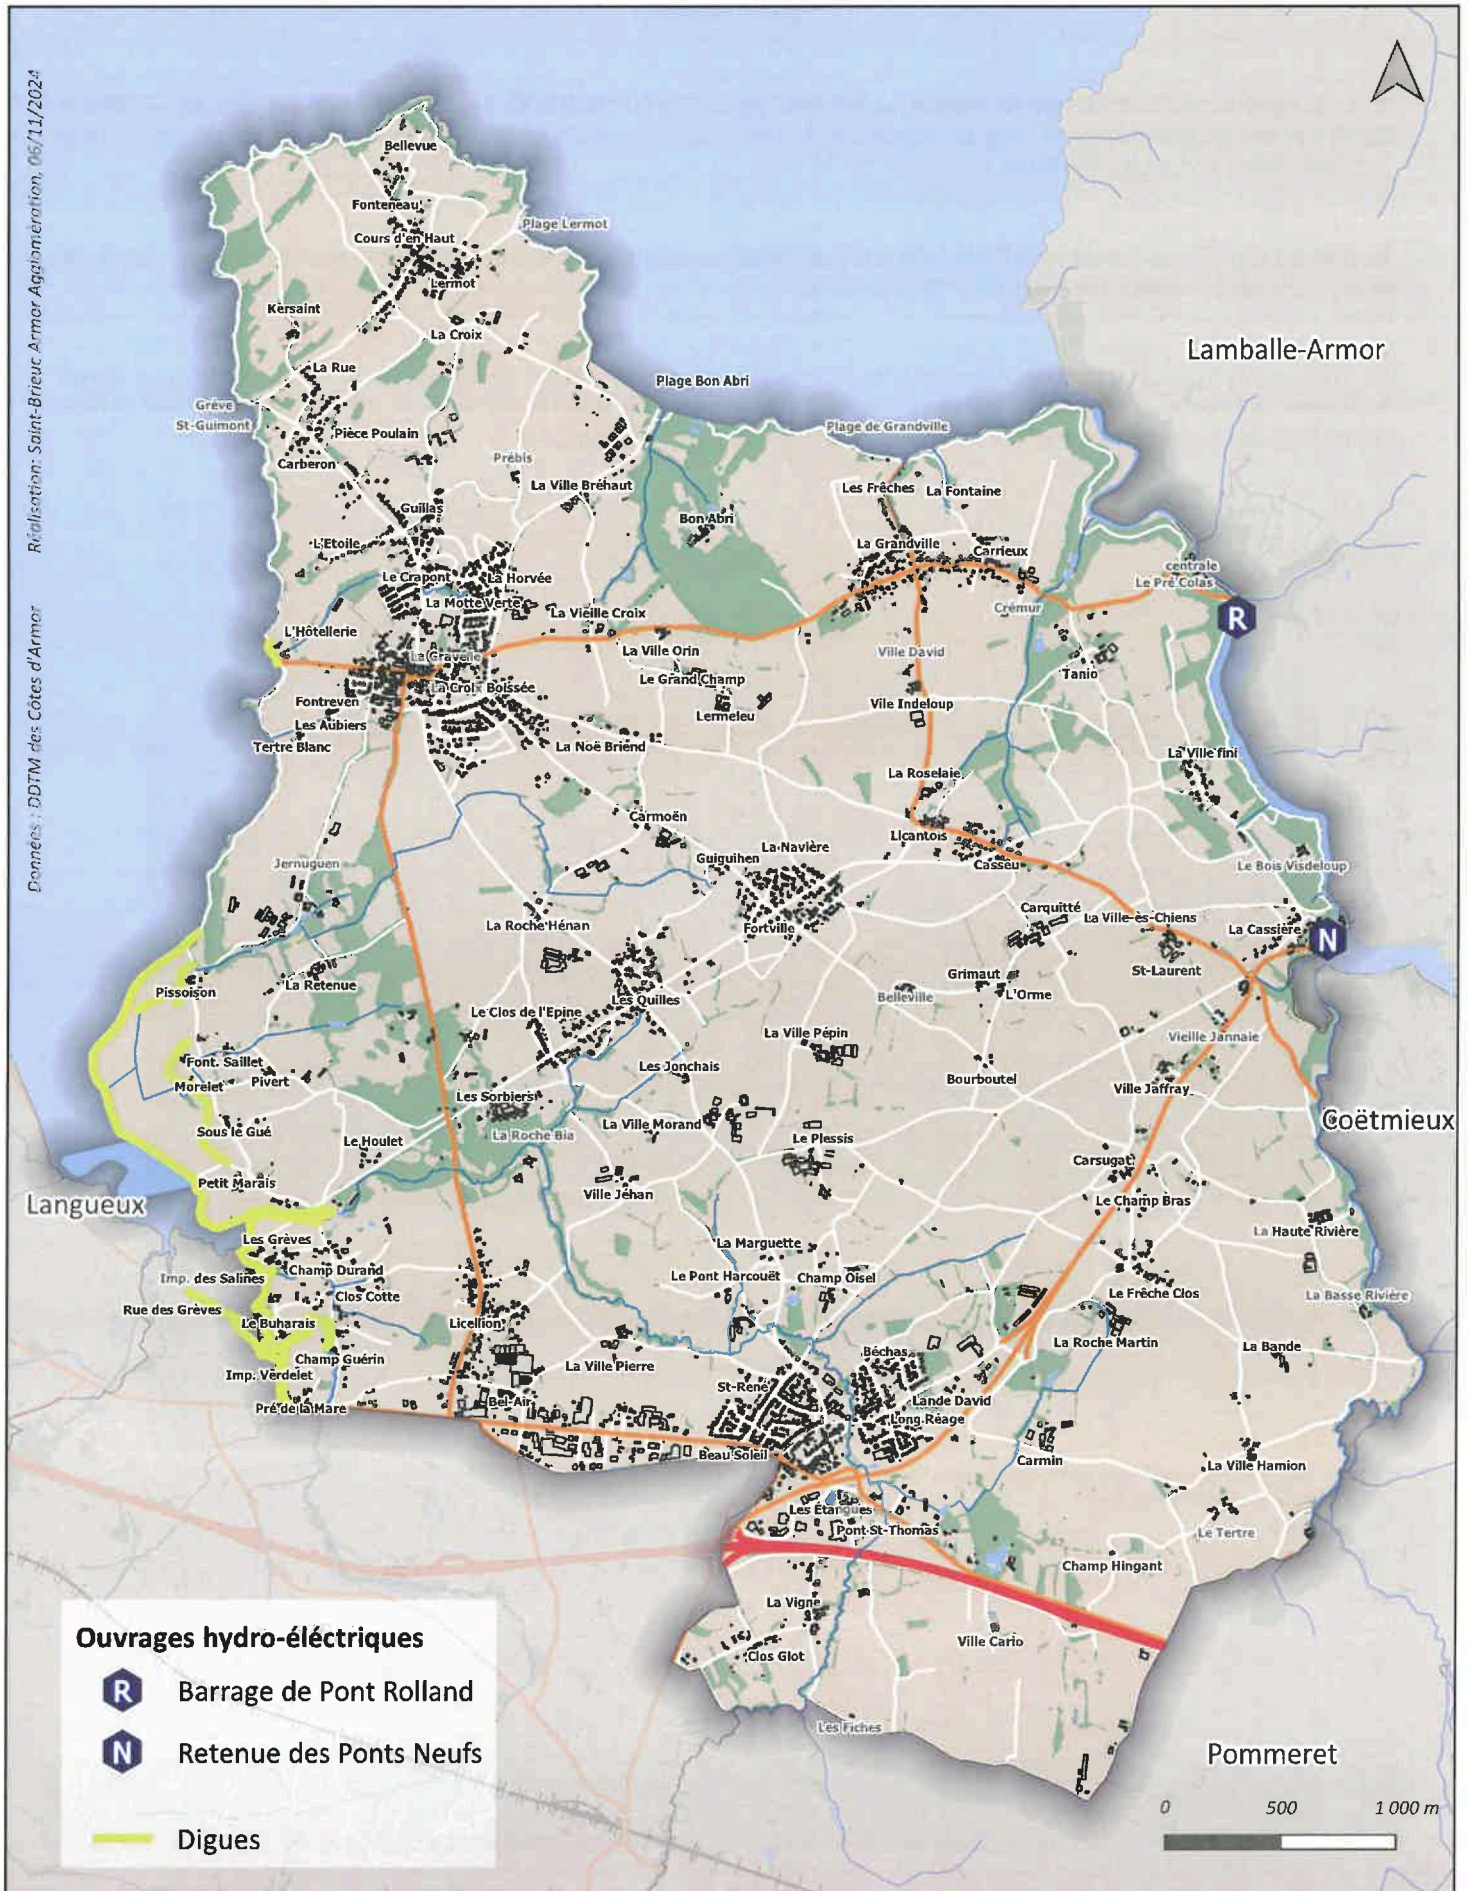 Réalisation: Saint-Brieuc Armor Agglomération, 06/11/2024
Données : DDTM des Côtes d'Armor
Bellevue
Fonteneau
Plage Lermot
Cours d'en Haut
Lermot
Kersaint
La Croix
Lamballe-Armor
La Rue
Plage Bon Abri
Grève
St-Guimont
Pièce Poulain
Plage de Grandville
Carberon
Prébis
La Ville Bréhaut
Les Frêches
La Fontaine
Guillas
Bon Abri
L'Etoile
La Grandville
Carrieux
centrale
Le Pré Colas
Le Crapont
La Horvée
La Motte Verte
La Vieille Croix
Crémur
R
L'Hôtellerie
La Ville Orin
Ville David
La Gravelle
Le Grand Champ
Tanio
La Croix Boissée
Fontreven
Lermeleu
Vile Indeloup
Les Aubiers
Tertre Blanc
La Noë Briend
La Ville fini
La Roselaie
Carmoën
Licantois
La Navière
Guiguihen
Casseu
Jernuguen
Le Bois Visdeloup
Carquitté
La Ville-ès-Chiens
La Roche Hénan
Fortville
La Cassière
N
St-Laurent
Pissoison
La Retenue
Grimaut
L'Orme
Les Quilles
Belleville
Le Clos de l'Epine
La Ville Pépin
Vieille Jannaie
Font. Saillet
Les Jonchais
Morelet
Pivert
Bourboutel
Ville Jaffray
Les Sorbiers
Coëtmieux
La Ville Morand
Sous le Gué
La Roche Bia
Le Plessis
Le Houlet
Carsugat
Petit Marais
Ville Jéhan
Le Champ Bras
Langueux
La Haute Rivière
Les Grèves
La Marguette
Champ Durand
Imp. des Salines
Le Pont Harcouët
Champ Oisel
Clos Cotte
Le Frêche Clos
La Basse Rivière
Rue des Grèves
Le Buharais
Licellion
La Roche Martin
La Bande
Béchas
Champ Guérin
La Ville Pierre
Imp. Verdelet
St-René
Lande David
Bel-Air
Pré de la Mare
Long Réage
Beau Soleil
Carmin
La Ville Hamion
Les Étangues
Pont St-Thomas
Le Tertre
Champ Hingant
La Vigne
Ville Cario
Clos Glot
Les Fiches
Pommeret
Ouvrages hydro-éléctriques
R Barrage de Pont Rolland
N Retenue des Ponts Neufs
Digues
0 500 1 000 m